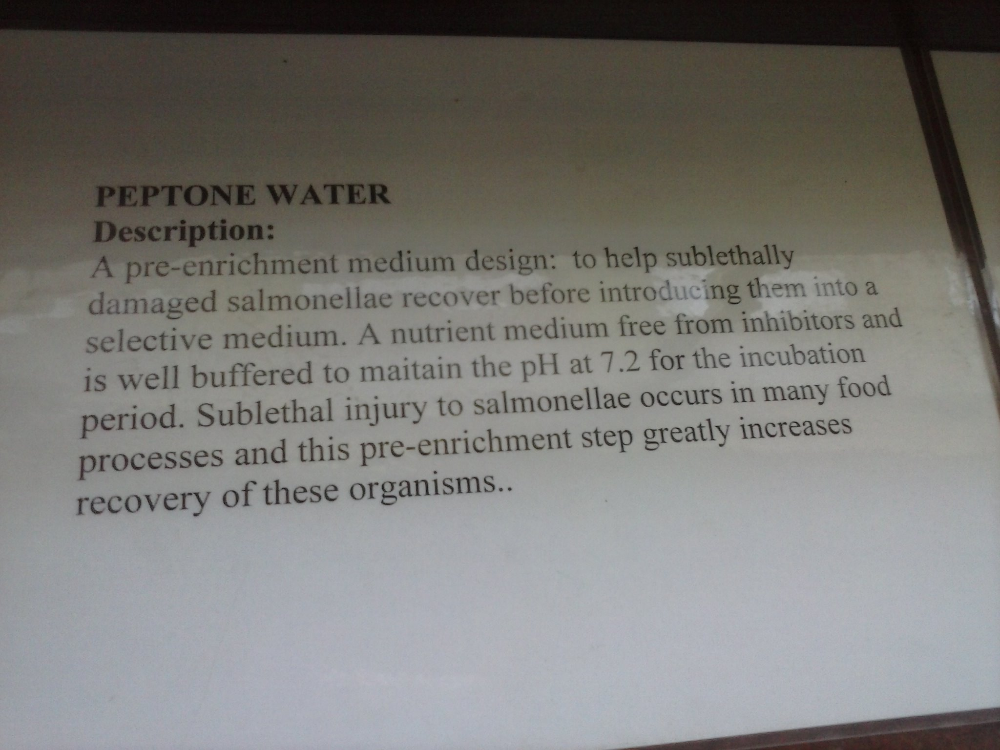 PEPTONE WATER
Description:
A pre-enrichment medium design:  to help sublethally
damaged salmonellae recover before introducing them into a
selective medium. A nutrient medium free from inhibitors and
is well buffered to maitain the pH at 7.2 for the incubation
period. Sublethal injury to salmonellae occurs in many food
processes and this pre-enrichment step greatly increases
recovery of these organisms..